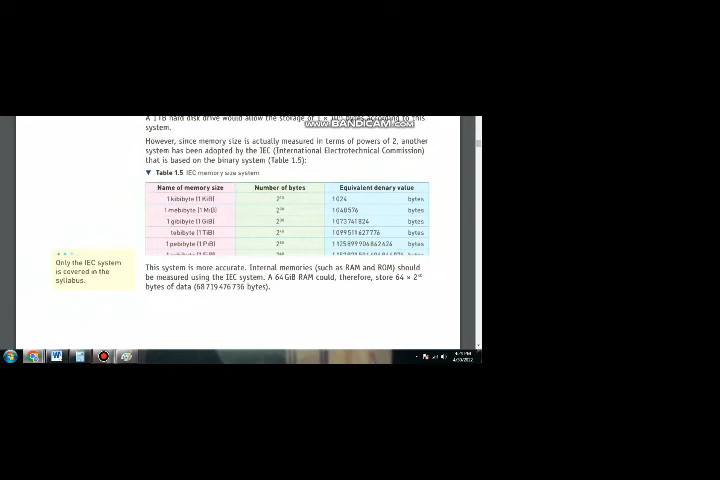 A 1TB hard disk drive would allow the storage of 1 × 10¹² bytes according to this
system.
www.BANDICAM.com
However, since memory size is actually measured in terms of powers of 2, another
system has been adopted by the IEC (International Electrotechnical Commission)
that is based on the binary system (Table 1.5):
▼ Table 1.5 IEC memory size system
Name of memory size Number of bytes Equivalent denary value
1 kibibyte (1 KiB) 2¹⁰ 1 024 bytes
1 mebibyte (1 MiB) 2²⁰ 1 048 576 bytes
1 gibibyte (1 GiB) 2³⁰ 1 073 741 824 bytes
tebibyte (1 TiB) 2⁴⁰ 1 099 511 627 776 bytes
1 pebibyte (1 PiB) 2⁵⁰ 1 125 899 906 842 624 bytes
Only the IEC system
is covered in the
syllabus.
This system is more accurate. Internal memories (such as RAM and ROM) should
be measured using the IEC system. A 64 GiB RAM could, therefore, store 64 × 2³⁰
bytes of data (68 719 476 736 bytes).